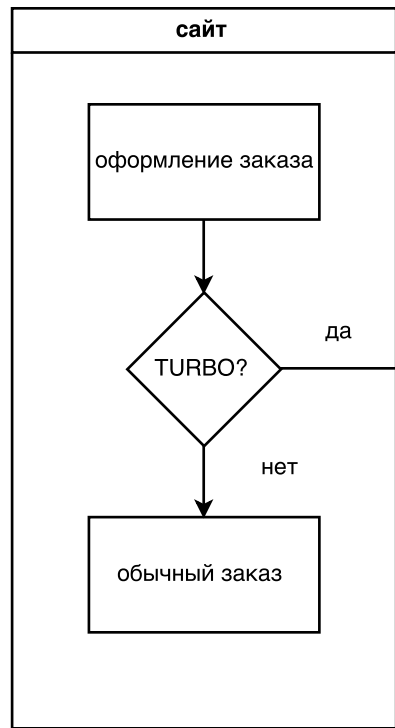 сайт
оформление заказа
TURBO?
да
нет
обычный заказ